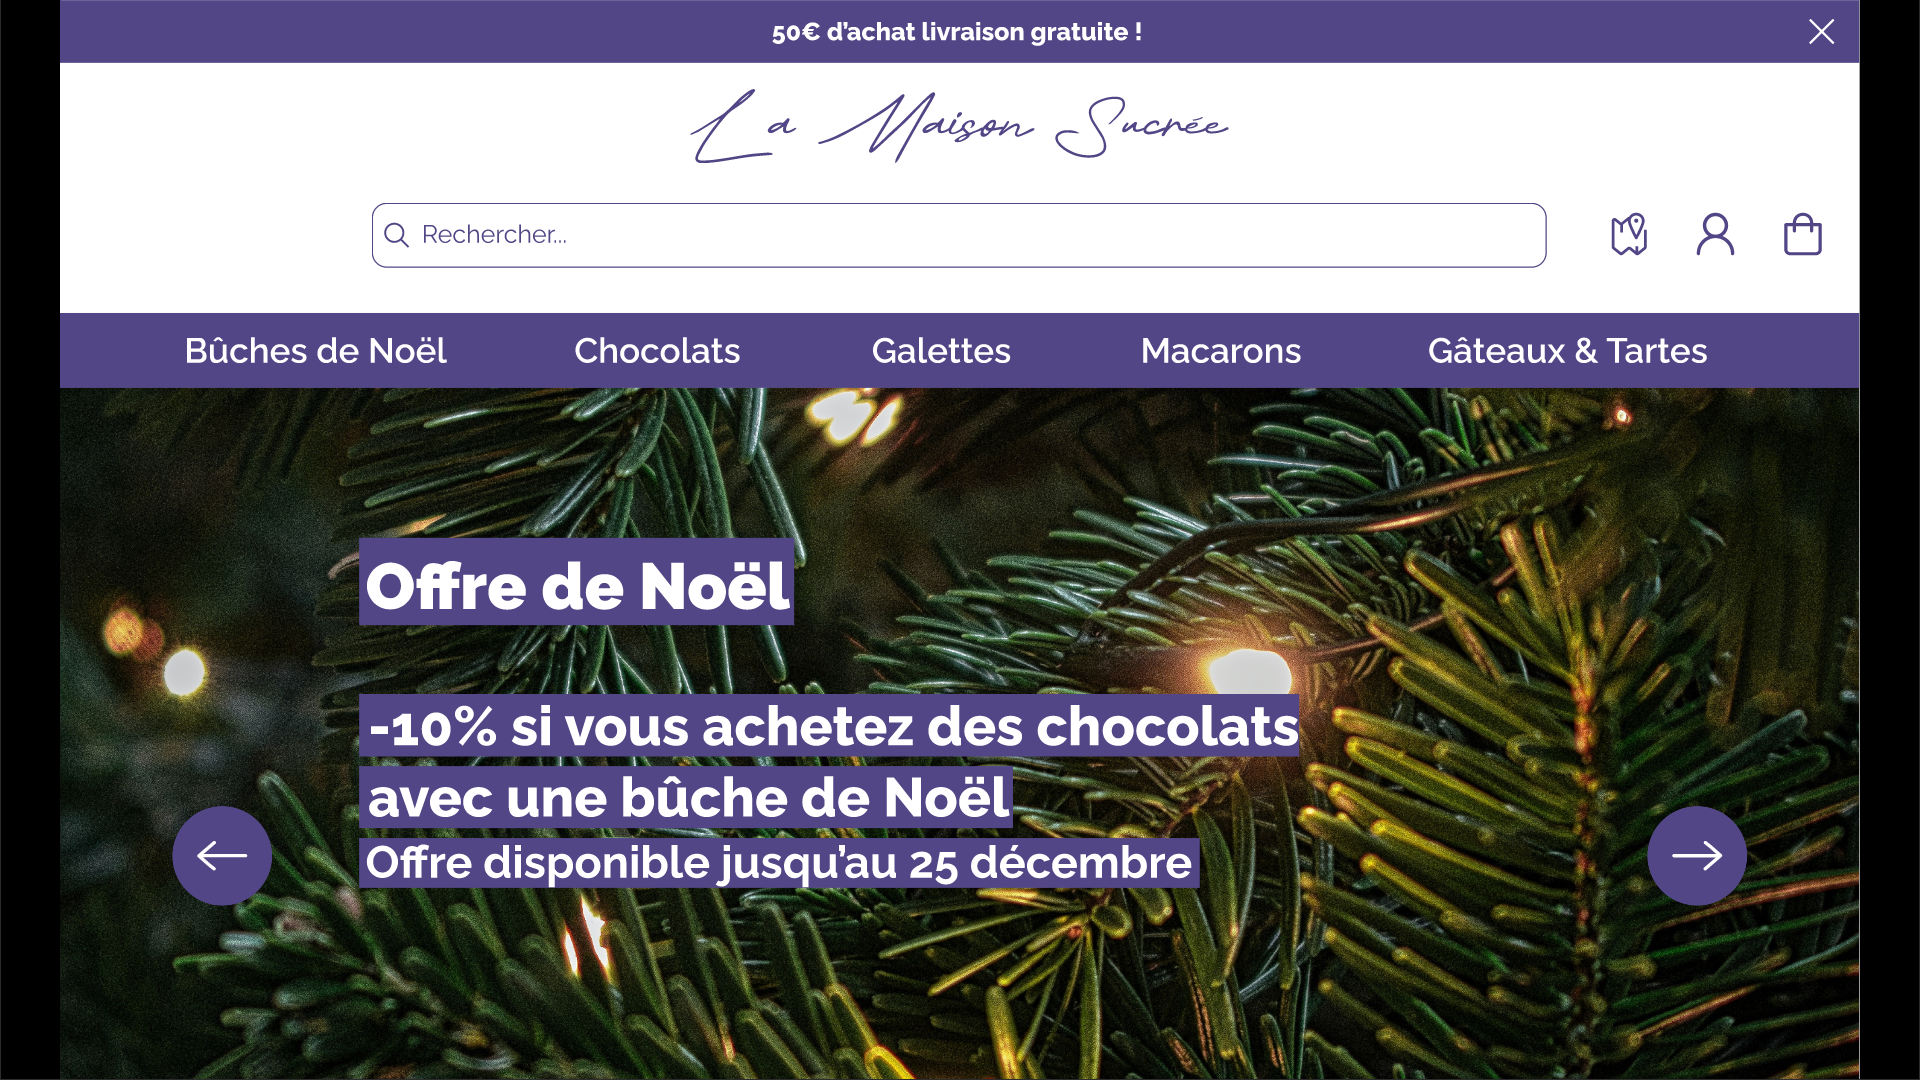 50€ d’achat livraison gratuite !
La Maison Sucrée
Rechercher...
Bûches de Noël Chocolats Galettes Macarons Gâteaux & Tartes
Offre de Noël
-10% si vous achetez des chocolats
avec une bûche de Noël
Offre disponible jusqu’au 25 décembre